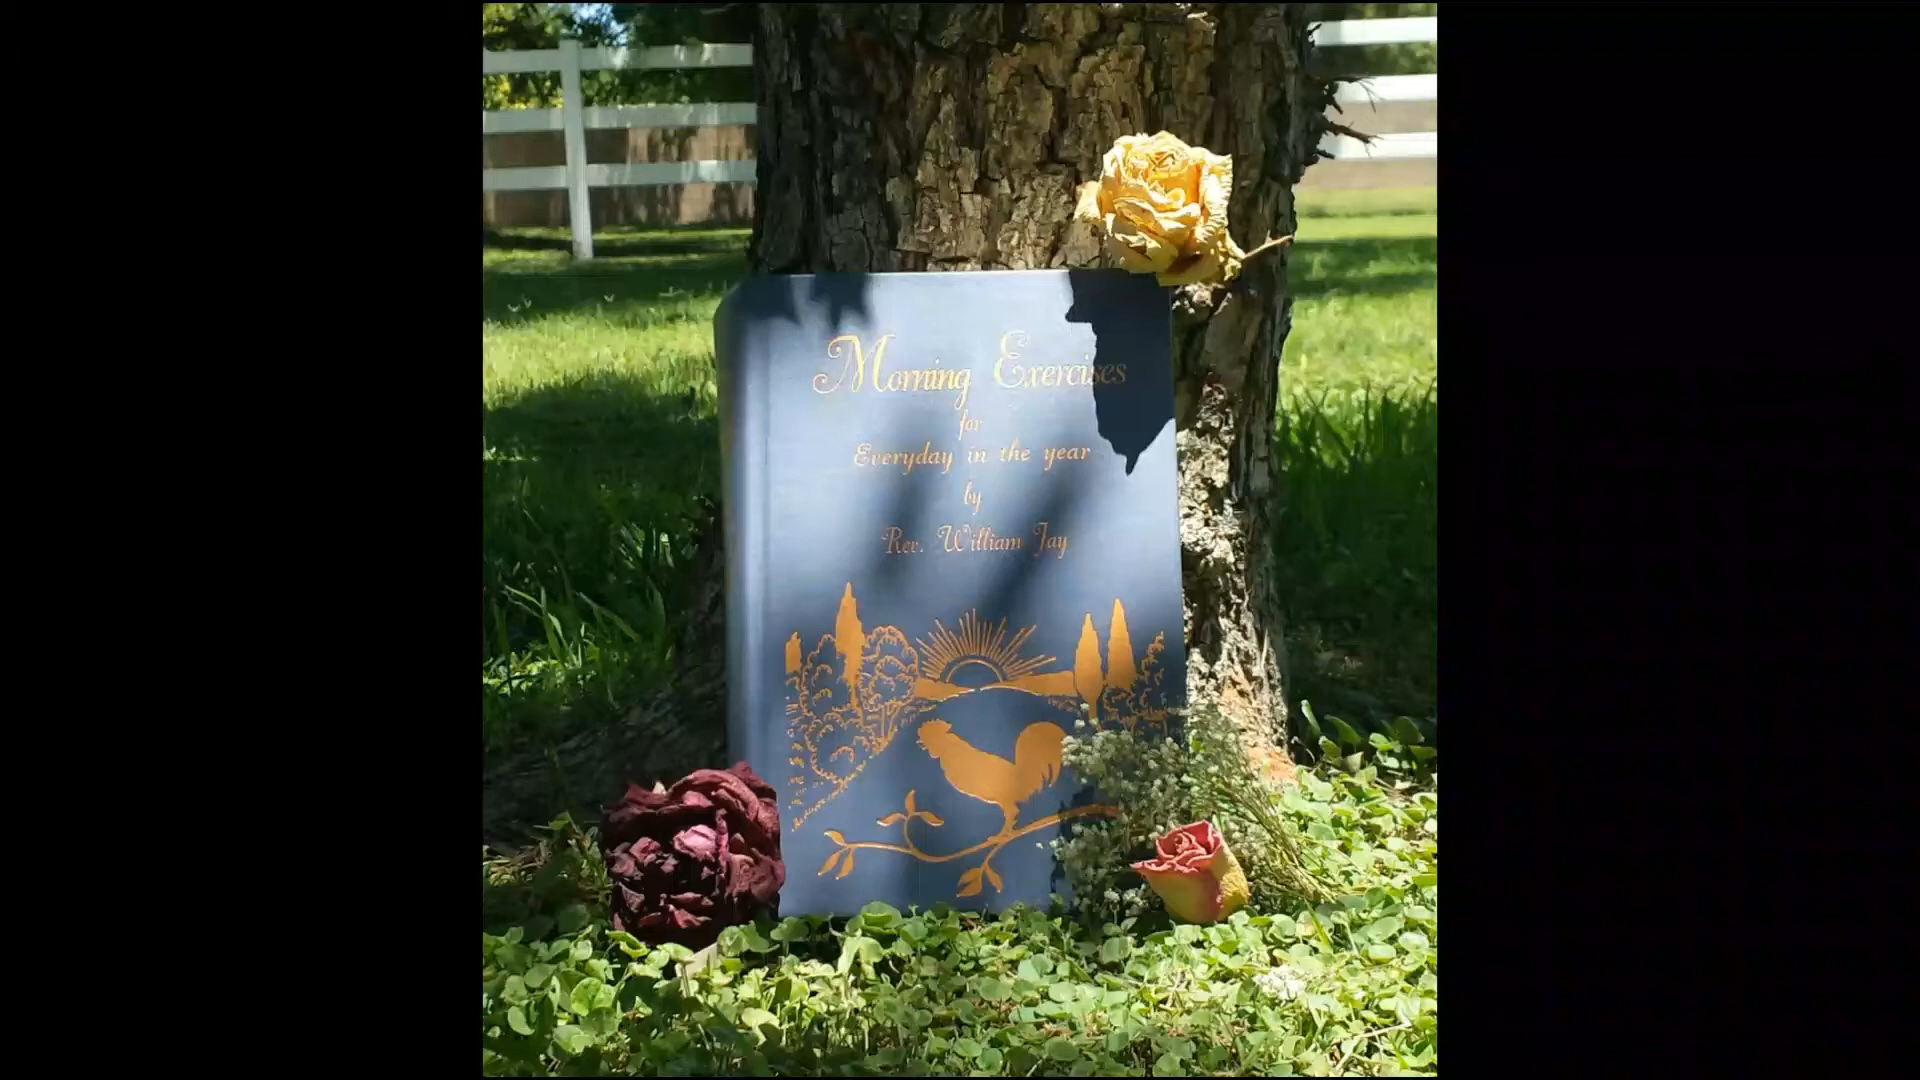 Morning Exercises
for
Everyday in the year
by
Rev. William Jay